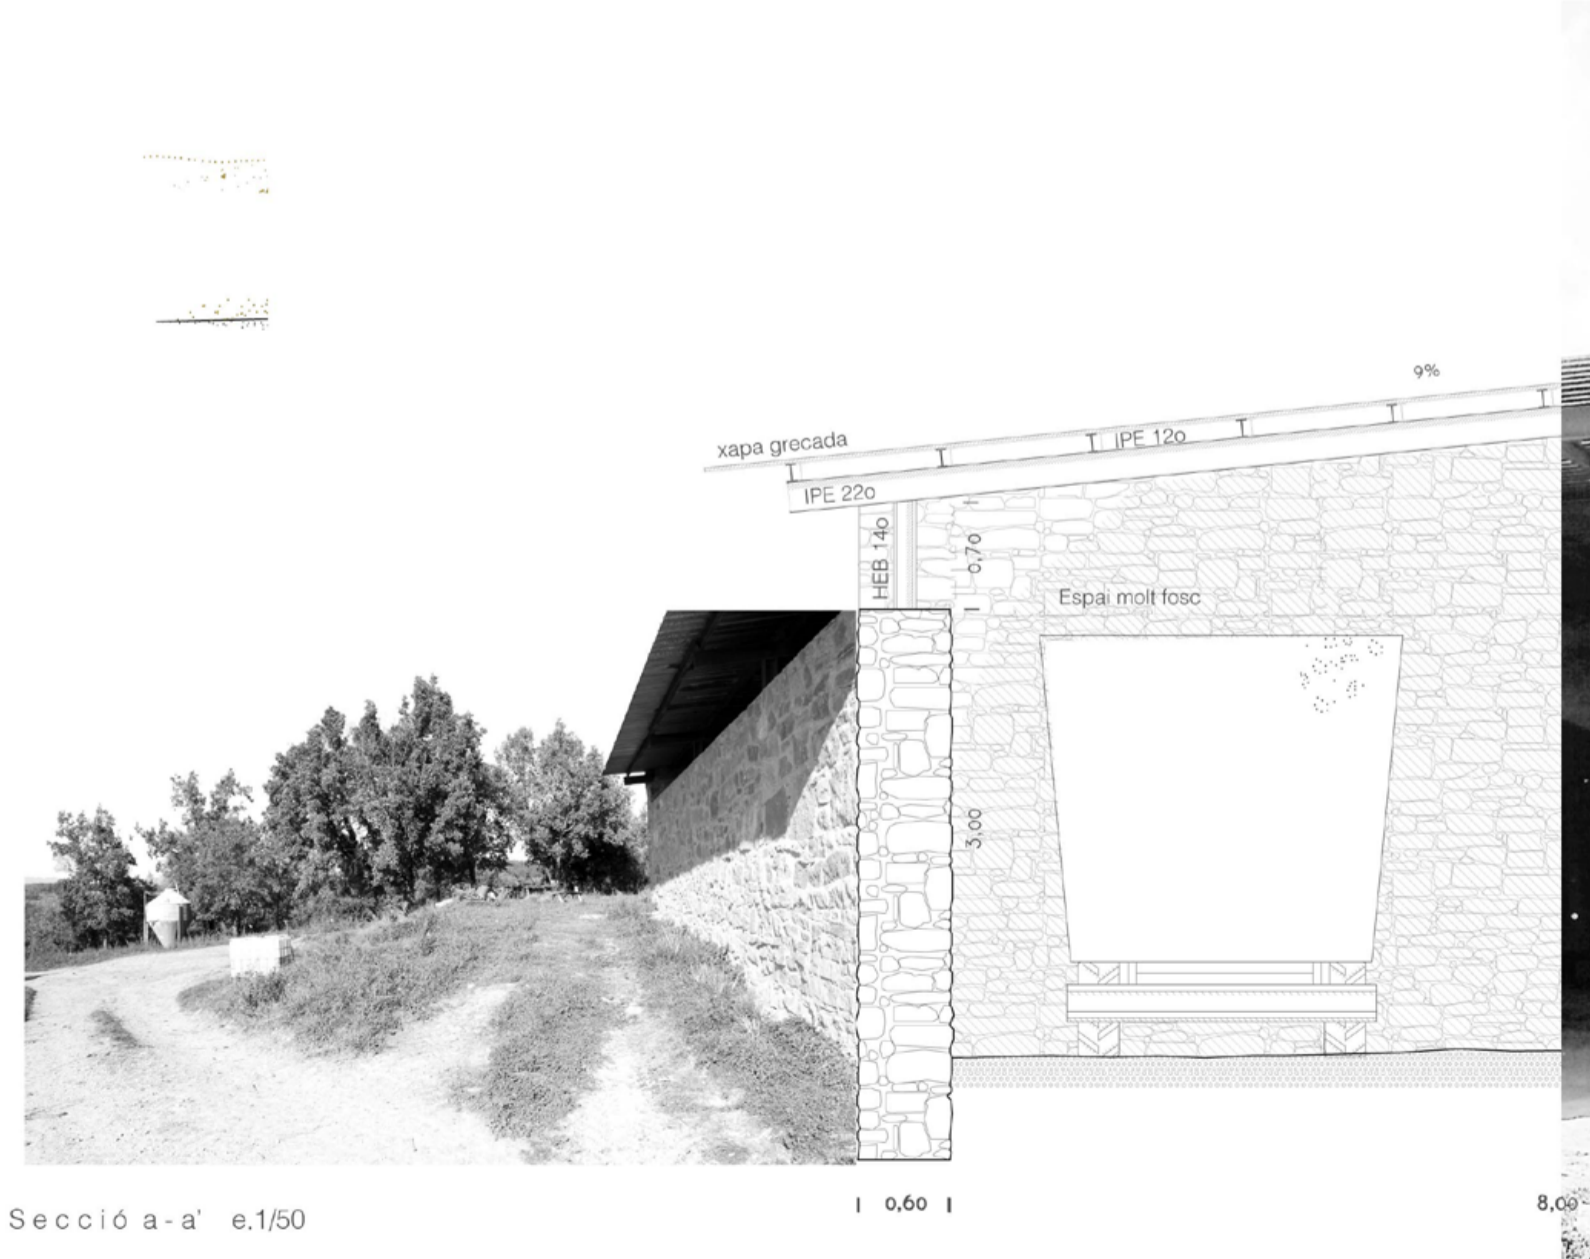 9%
xapa grecada
IPE 12o
IPE 22o
HEB 14o
0,70
Espai molt fosc
3,00
0,60
8,00
Secció a-a' e.1/50